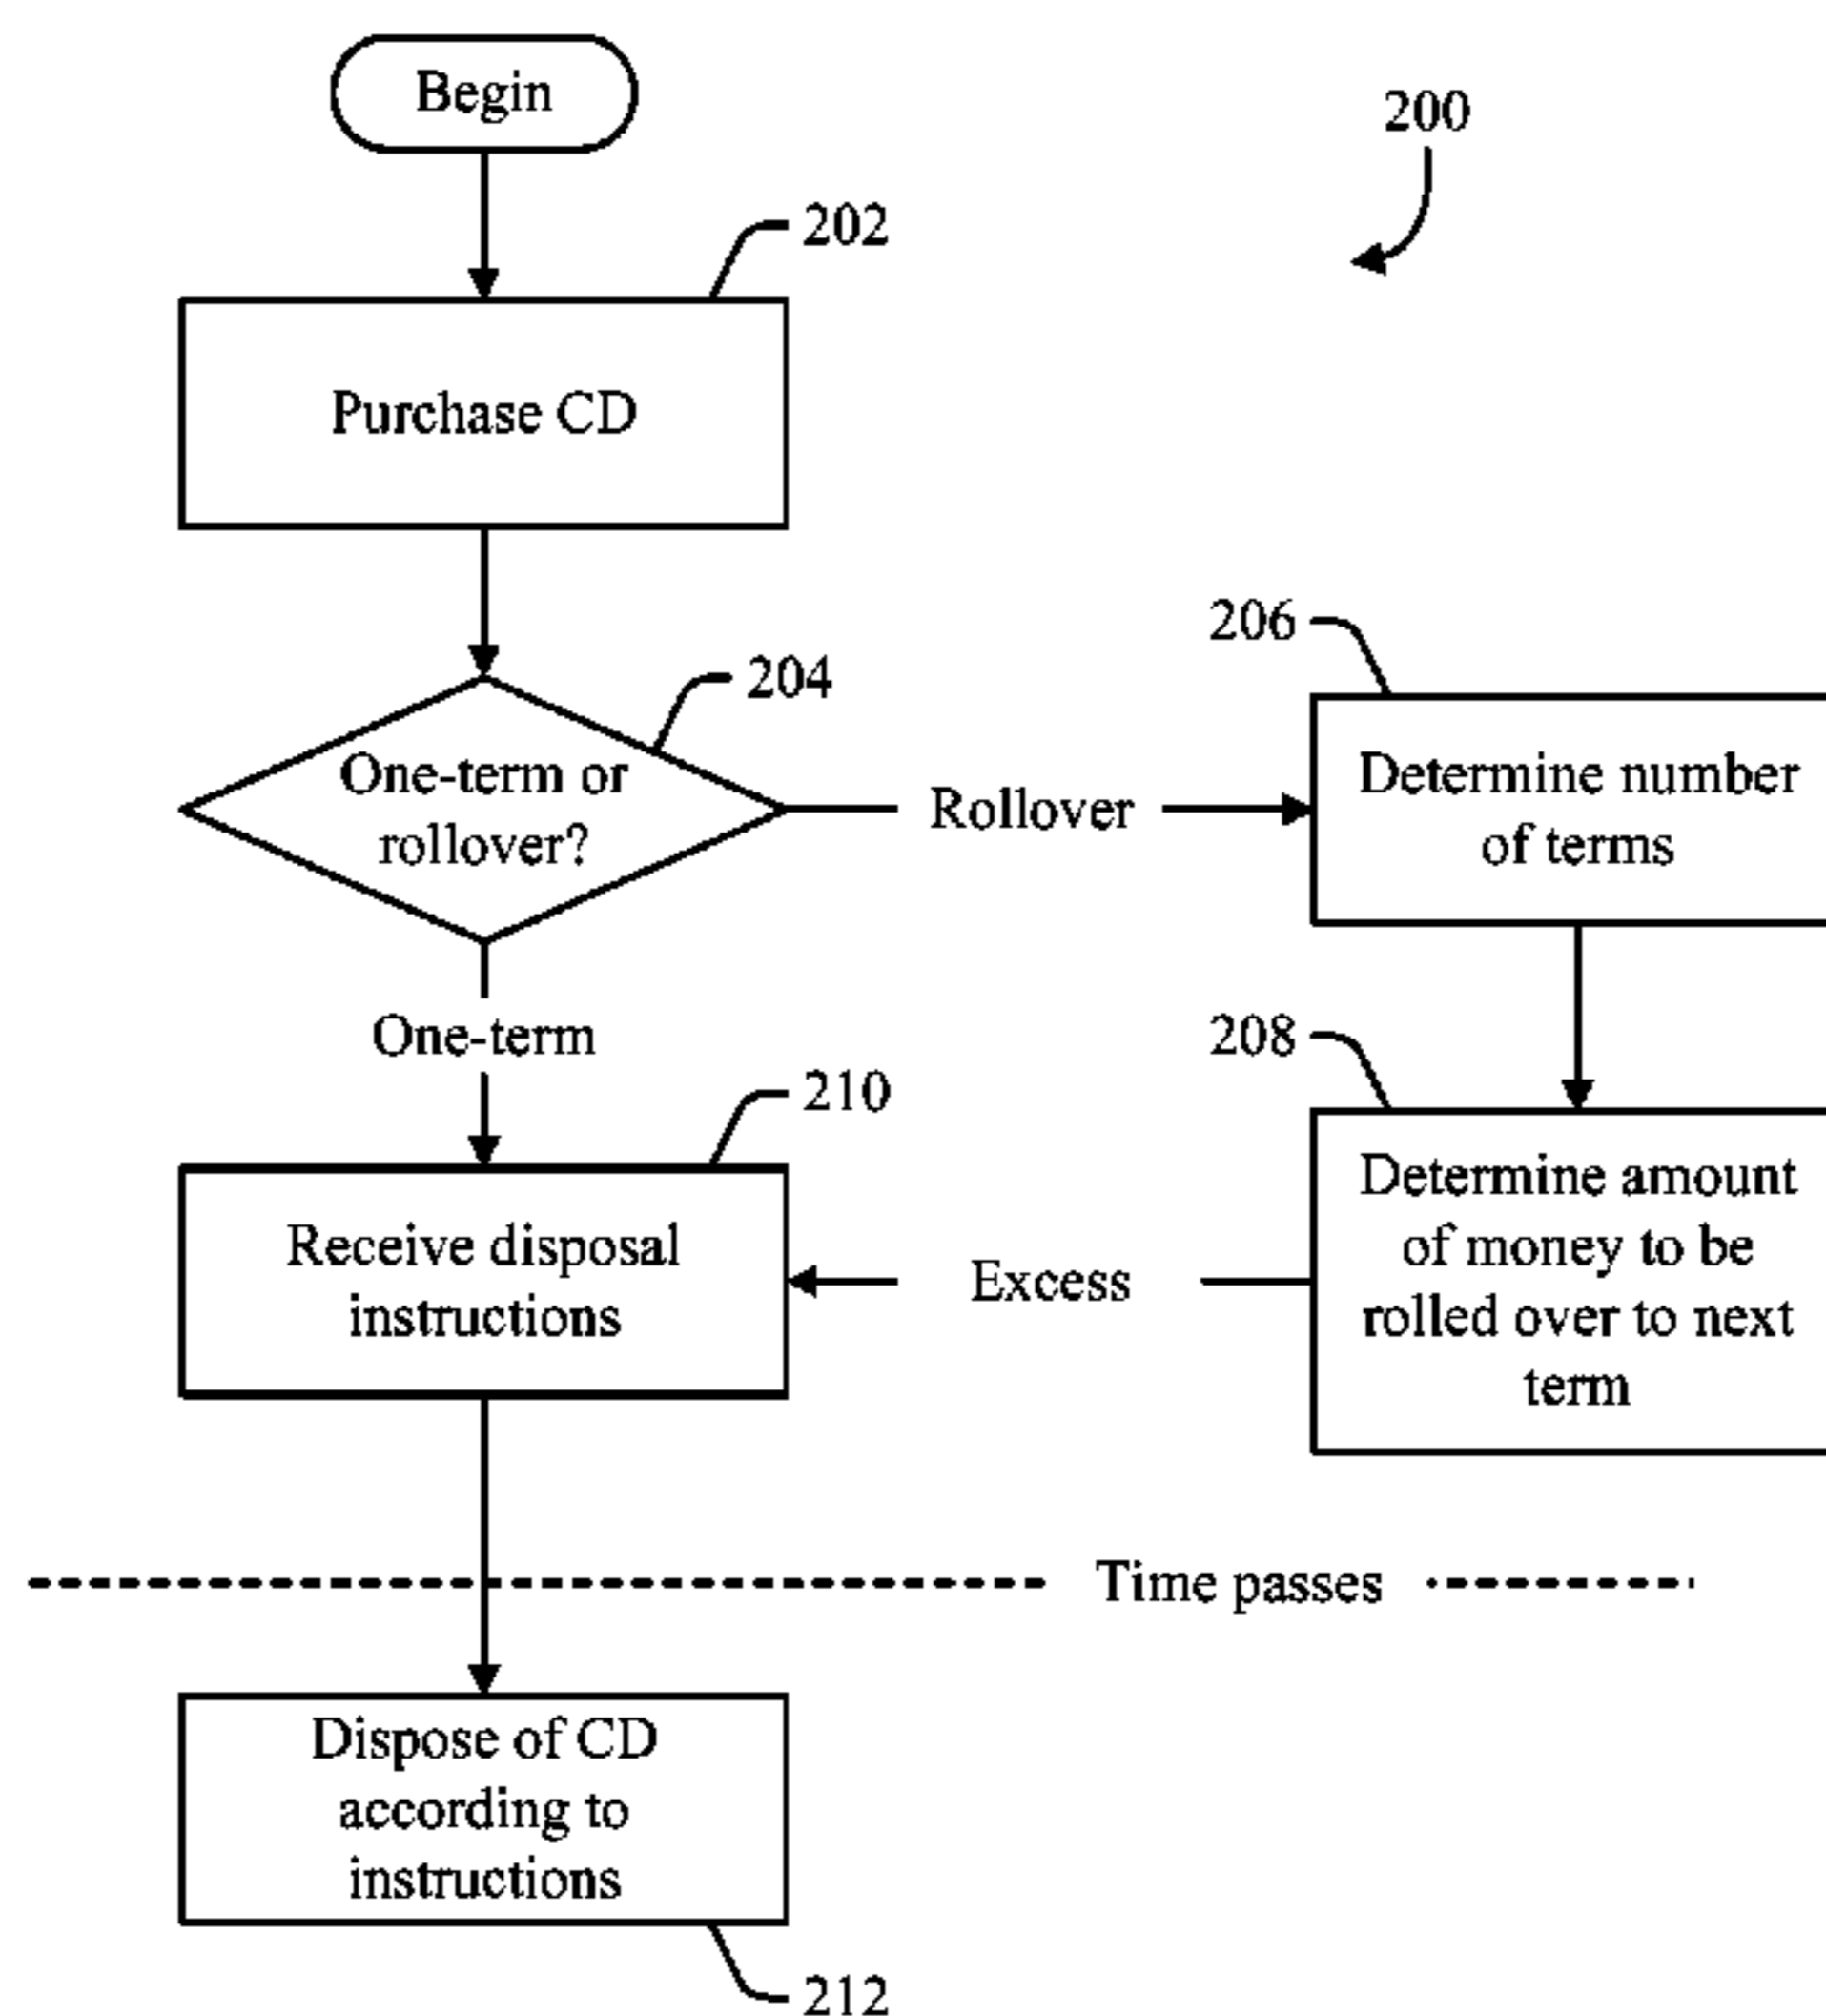 Begin
200
202
Purchase CD
204
One-term or
rollover?
Rollover
206
Determine number
of terms
One-term
208
Determine amount
of money to be
rolled over to next
term
Excess
210
Receive disposal
instructions
Time passes
Dispose of CD
according to
instructions
212